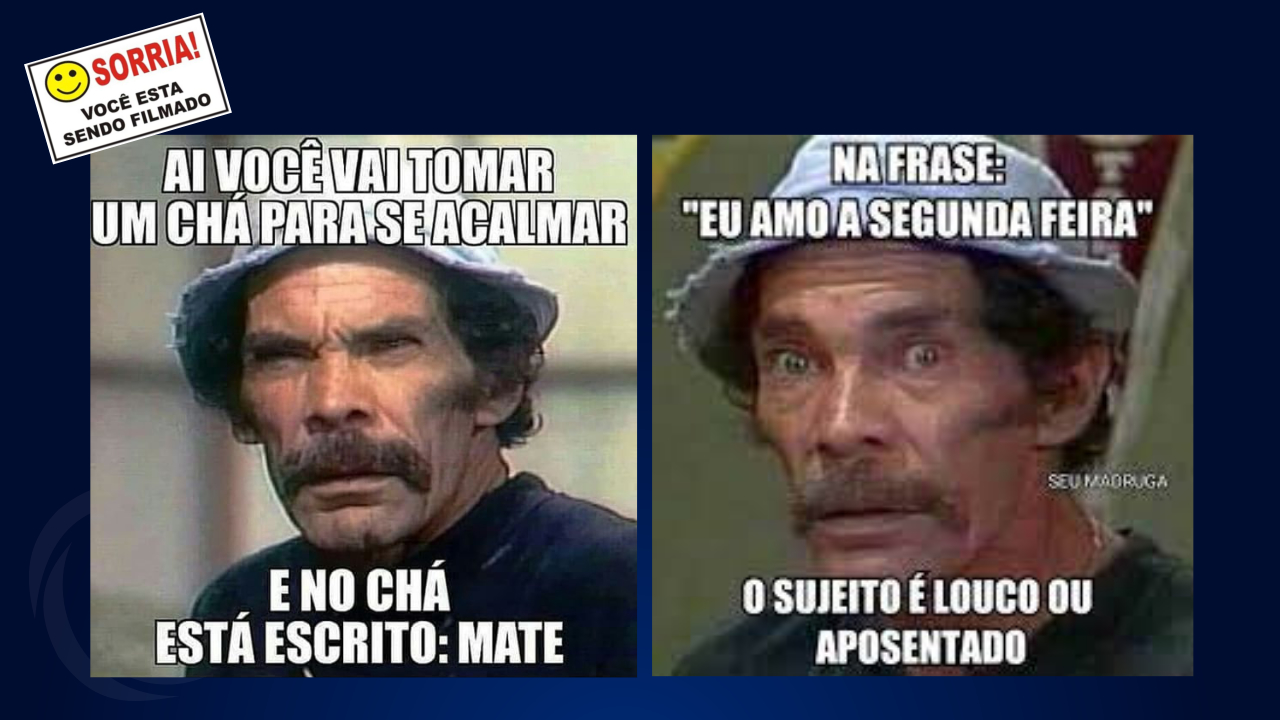 SORRIA!
VOCÊ ESTA
SENDO FILMADO
AI VOCÊ VAI TOMAR
UM CHÁ PARA SE ACALMAR
E NO CHÁ
ESTÁ ESCRITO: MATE
NA FRASE:
"EU AMO A SEGUNDA FEIRA"
SEU MADRUGA
O SUJEITO É LOUCO OU
APOSENTADO